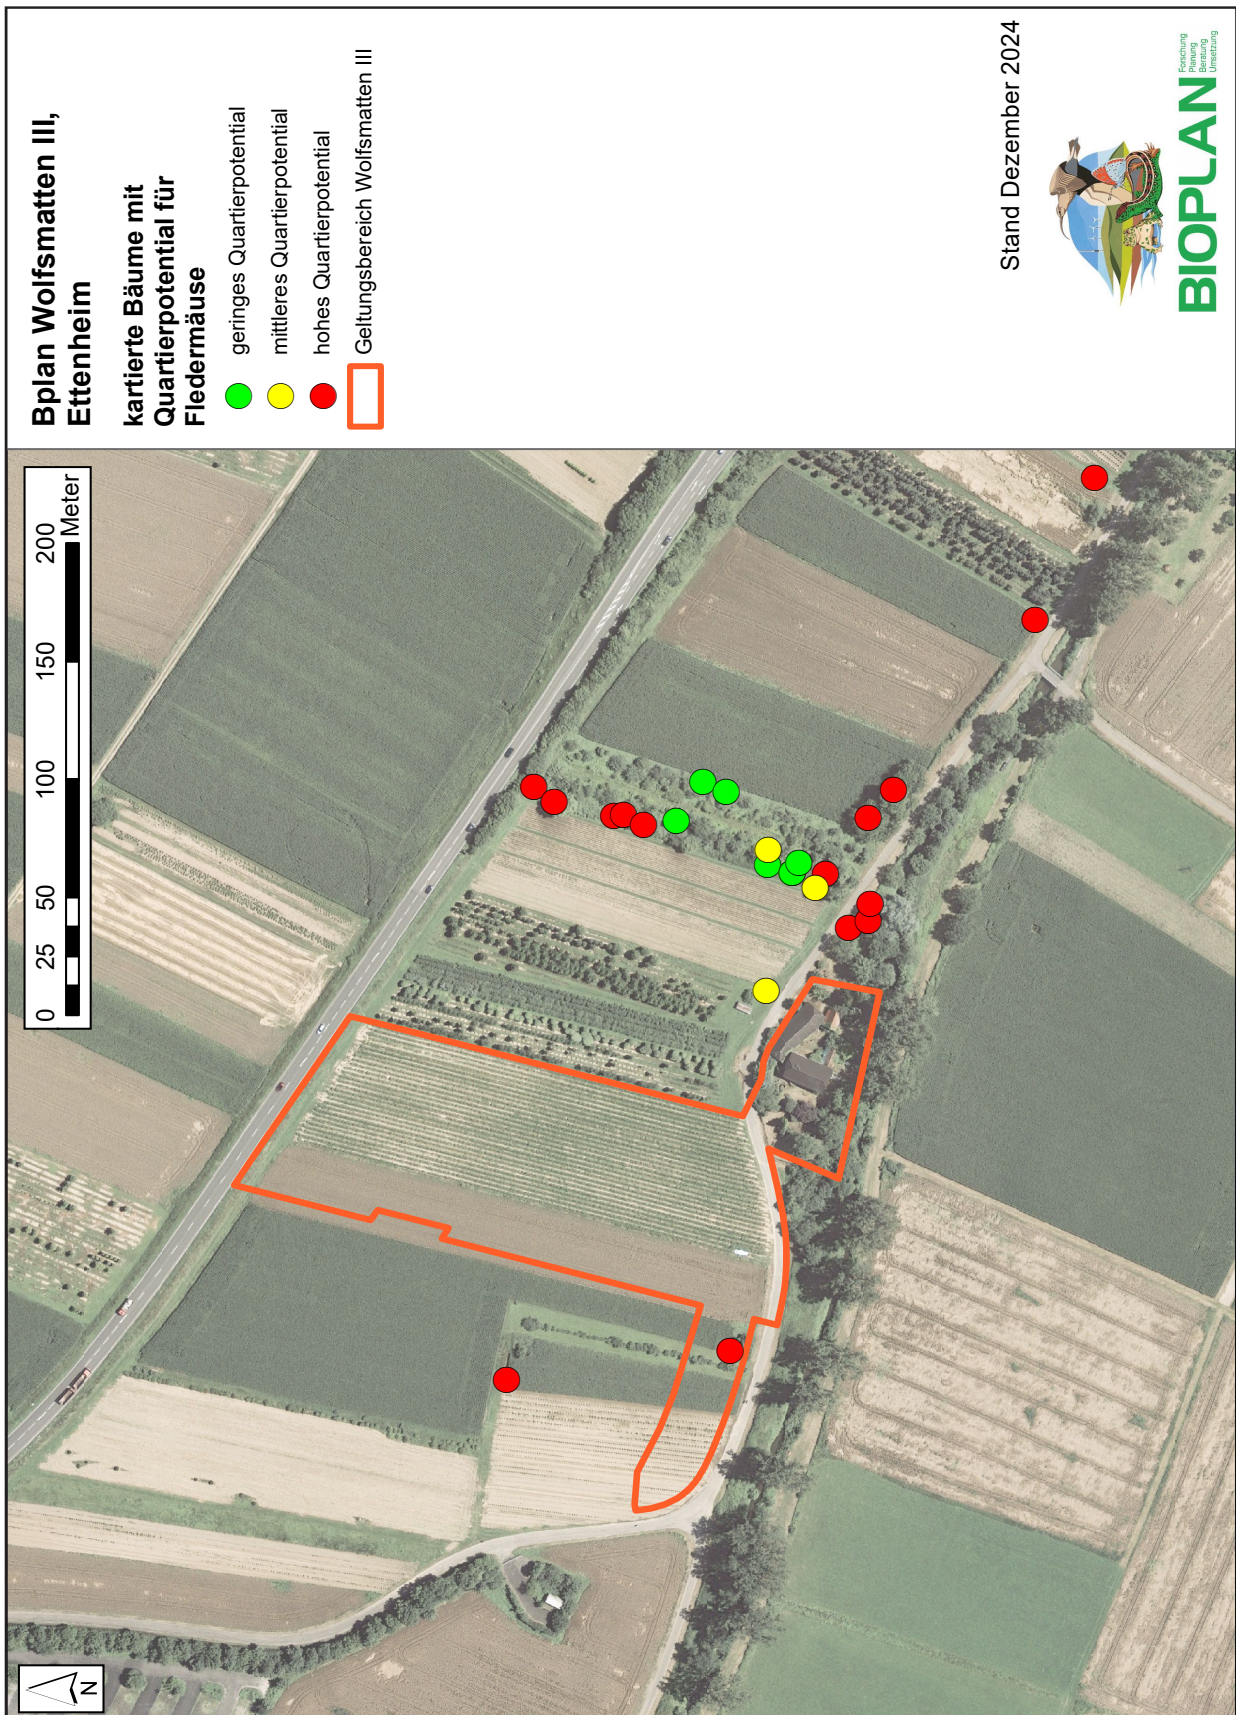 Bplan Wolfsmatten III,
Ettenheim
kartierte Bäume mit
Quartierpotential für
Fledermäuse
geringes Quartierpotential
mittleres Quartierpotential
hohes Quartierpotential
Geltungsbereich Wolfsmatten III
Stand Dezember 2024
BIOPLAN
Forschung
Planung
Beratung
Umsetzung
0 25 50 100 150 200
Meter
N